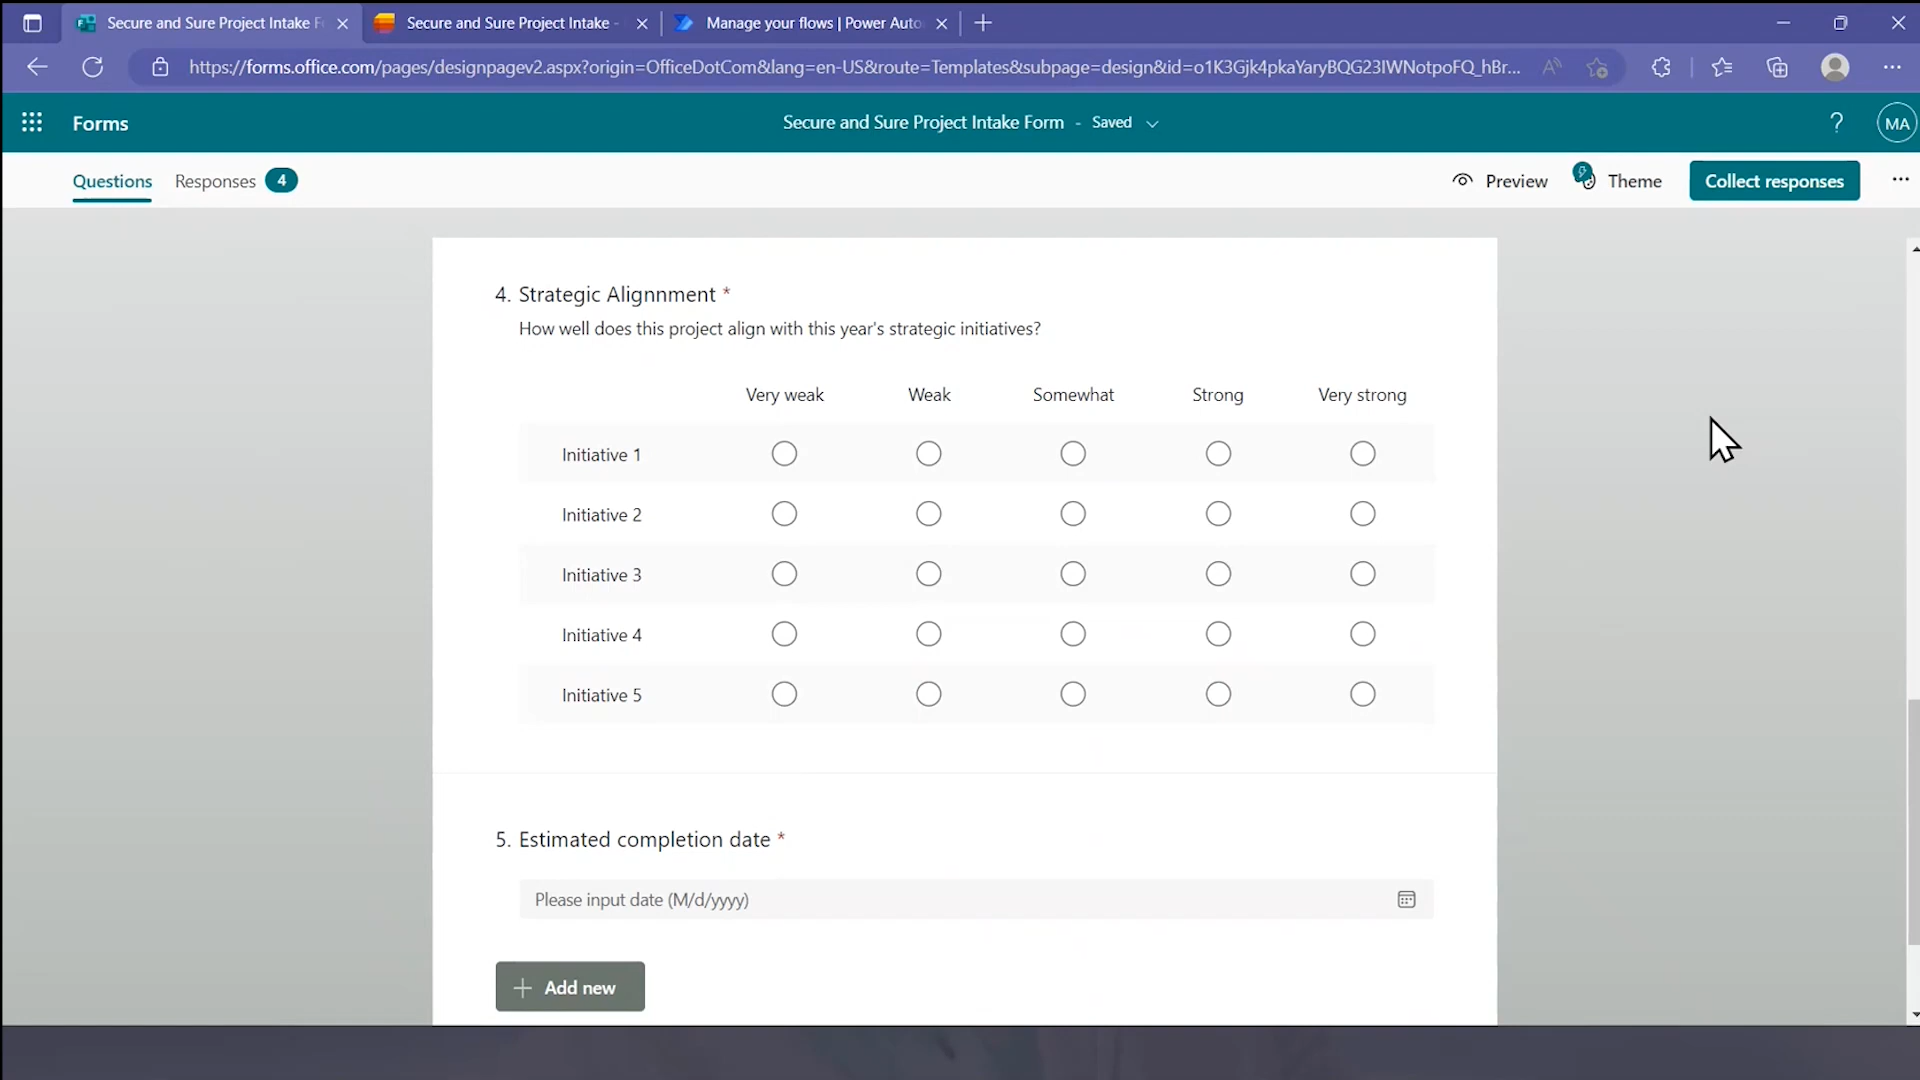 Secure and Sure Project Intake F
Secure and Sure Project Intake -
Manage your flows | Power Auto
https://forms.office.com/pages/designpagev2.aspx?origin=OfficeDotCom&lang=en-US&route=Templates&subpage=design&id=o1K3Gjk4pkaYaryBQG23IWNotpoFQ_hBr...
Forms
Secure and Sure Project Intake Form - Saved
?
MA
Questions
Responses 4
Preview
Theme
Collect responses
4. Strategic Alignnment *
How well does this project align with this year's strategic initiatives?
Very weak Weak Somewhat Strong Very strong
Initiative 1
Initiative 2
Initiative 3
Initiative 4
Initiative 5
5. Estimated completion date *
Please input date (M/d/yyyy)
+ Add new